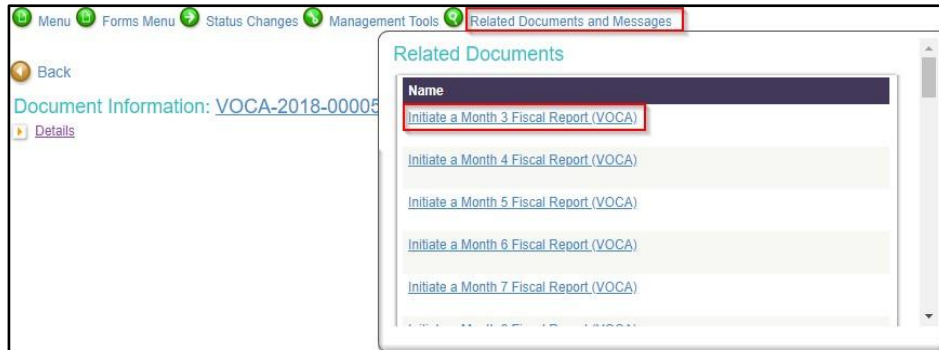 Menu Forms Menu Status Changes Management Tools Related Documents and Messages
Back
Document Information: VOCA-2018-00005
Details
Related Documents
Name
Initiate a Month 3 Fiscal Report (VOCA)
Initiate a Month 4 Fiscal Report (VOCA)
Initiate a Month 5 Fiscal Report (VOCA)
Initiate a Month 6 Fiscal Report (VOCA)
Initiate a Month 7 Fiscal Report (VOCA)